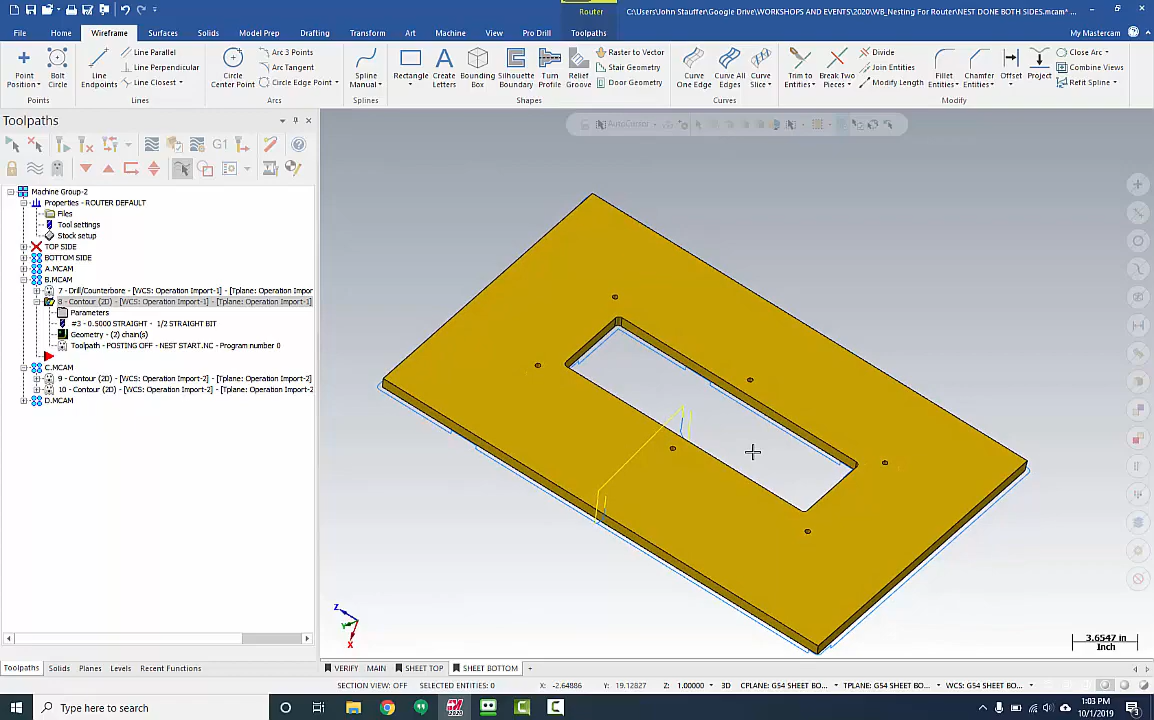 Router
C:\Users\John Stauffer\Google Drive\WORKSHOPS AND EVENTS\2020\WB_Nesting For Router\NEST DONE BOTH SIDES.mcam* ...
File Home Wireframe Surfaces Solids Model Prep Drafting Transform Art Machine View Pro Drill Toolpaths My Mastercam
Point Position
Bolt Circle
Points
Line Endpoints
Line Parallel
Line Perpendicular
Line Closest
Lines
Circle Center Point
Arc 3 Points
Arc Tangent
Circle Edge Point
Arcs
Spline Manual
Splines
Rectangle
Create Letters
Bounding Box
Silhouette Boundary
Turn Profile
Relief Groove
Raster to Vector
Stair Geometry
Door Geometry
Shapes
Curve One Edge
Curve All Edges
Curve Slice
Curves
Trim to Entities
Break Two Pieces
Divide
Join Entities
Modify Length
Fillet Entities
Chamfer Entities
Offset
Project
Close Arc
Combine Views
Refit Spline
Modify
Toolpaths
G1
AutoCursor
Machine Group-2
Properties - ROUTER DEFAULT
Files
Tool settings
Stock setup
TOP SIDE
BOTTOM SIDE
A.MCAM
B.MCAM
7 - Drill/Counterbore - [WCS: Operation Import-1] - [Tplane: Operation Import-1]
8 - Contour (2D) - [WCS: Operation Import-1] - [Tplane: Operation Import-1]
Parameters
#3 - 0.5000 STRAIGHT - 1/2 STRAIGHT BIT
Geometry - (2) chain(s)
Toolpath - POSTING OFF - NEST START.NC - Program number 0
C.MCAM
9 - Contour (2D) - [WCS: Operation Import-2] - [Tplane: Operation Import-2
10 - Contour (2D) - [WCS: Operation Import-2] - [Tplane: Operation Import-2
D.MCAM
Z
Y
X
3.6547 in
Inch
Toolpaths Solids Planes Levels Recent Functions
VERIFY MAIN SHEET TOP SHEET BOTTOM +
SECTION VIEW: OFF SELECTED ENTITIES: 0 X: -2.64886 Y: 19.12827 Z: 1.00000 3D CPLANE: G54 SHEET BO... TPLANE: G54 SHEET BO... WCS: G54 SHEET BO...
Type here to search
2020
1:03 PM
10/1/2019
3